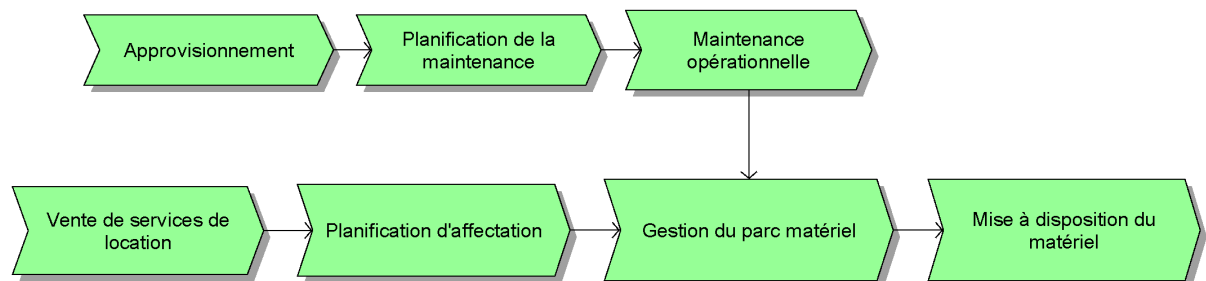 Approvisionnement
Planification de la
maintenance
Maintenance
opérationnelle
Vente de services de
location
Planification d'affectation
Gestion du parc matériel
Mise à disposition du
matériel